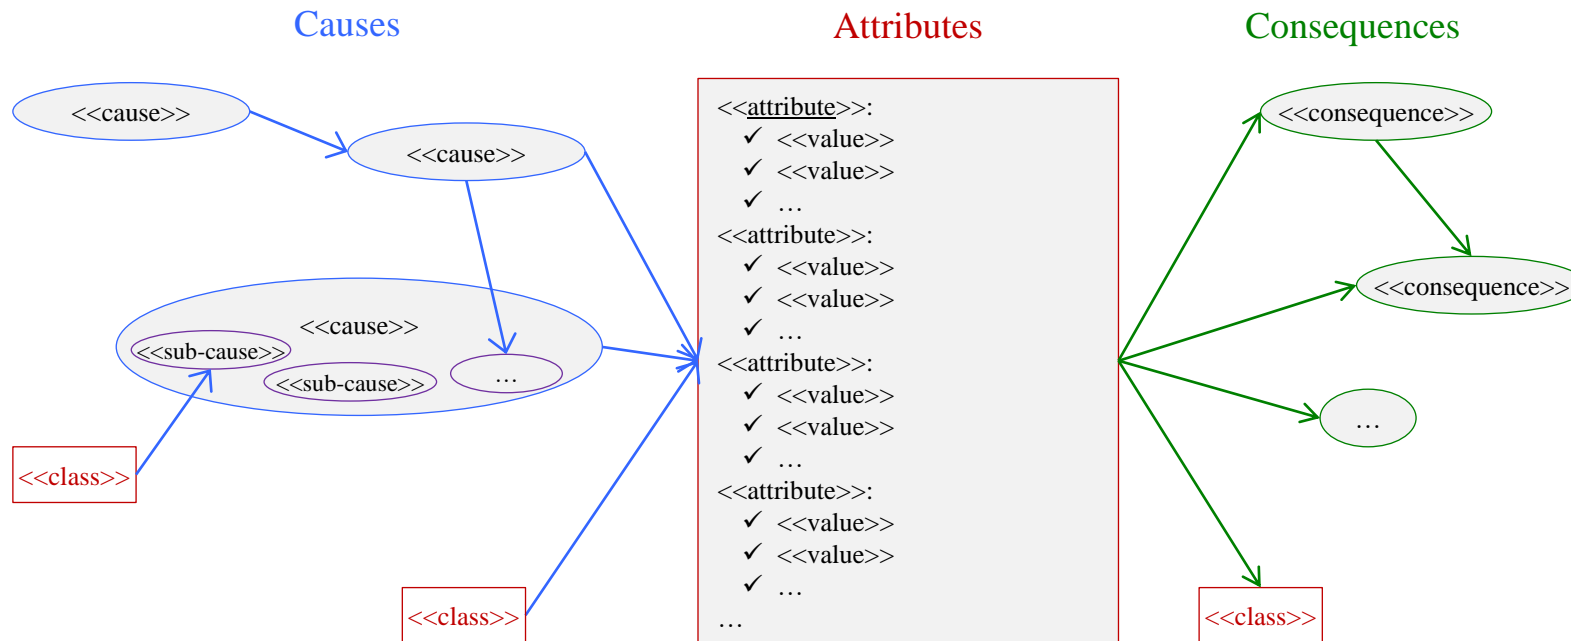 Causes
Attributes
Consequences
<<cause>>
<<cause>>
<<cause>>
<<sub-cause>>
<<sub-cause>>
…
<<class>>
<<class>>
<<attribute>>:
✓ <<value>>
✓ <<value>>
✓ …
<<attribute>>:
✓ <<value>>
✓ <<value>>
✓ …
<<attribute>>:
✓ <<value>>
✓ <<value>>
✓ …
<<attribute>>:
✓ <<value>>
✓ <<value>>
✓ …
…
<<consequence>>
<<consequence>>
…
<<class>>